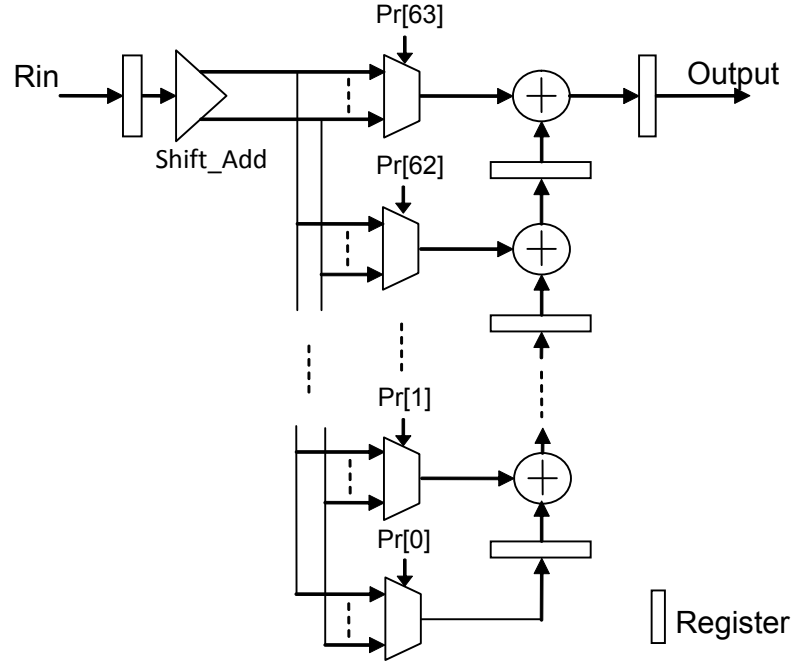 Pr[63]
Rin
Output
Shift_Add
Pr[62]
Pr[1]
Pr[0]
Register